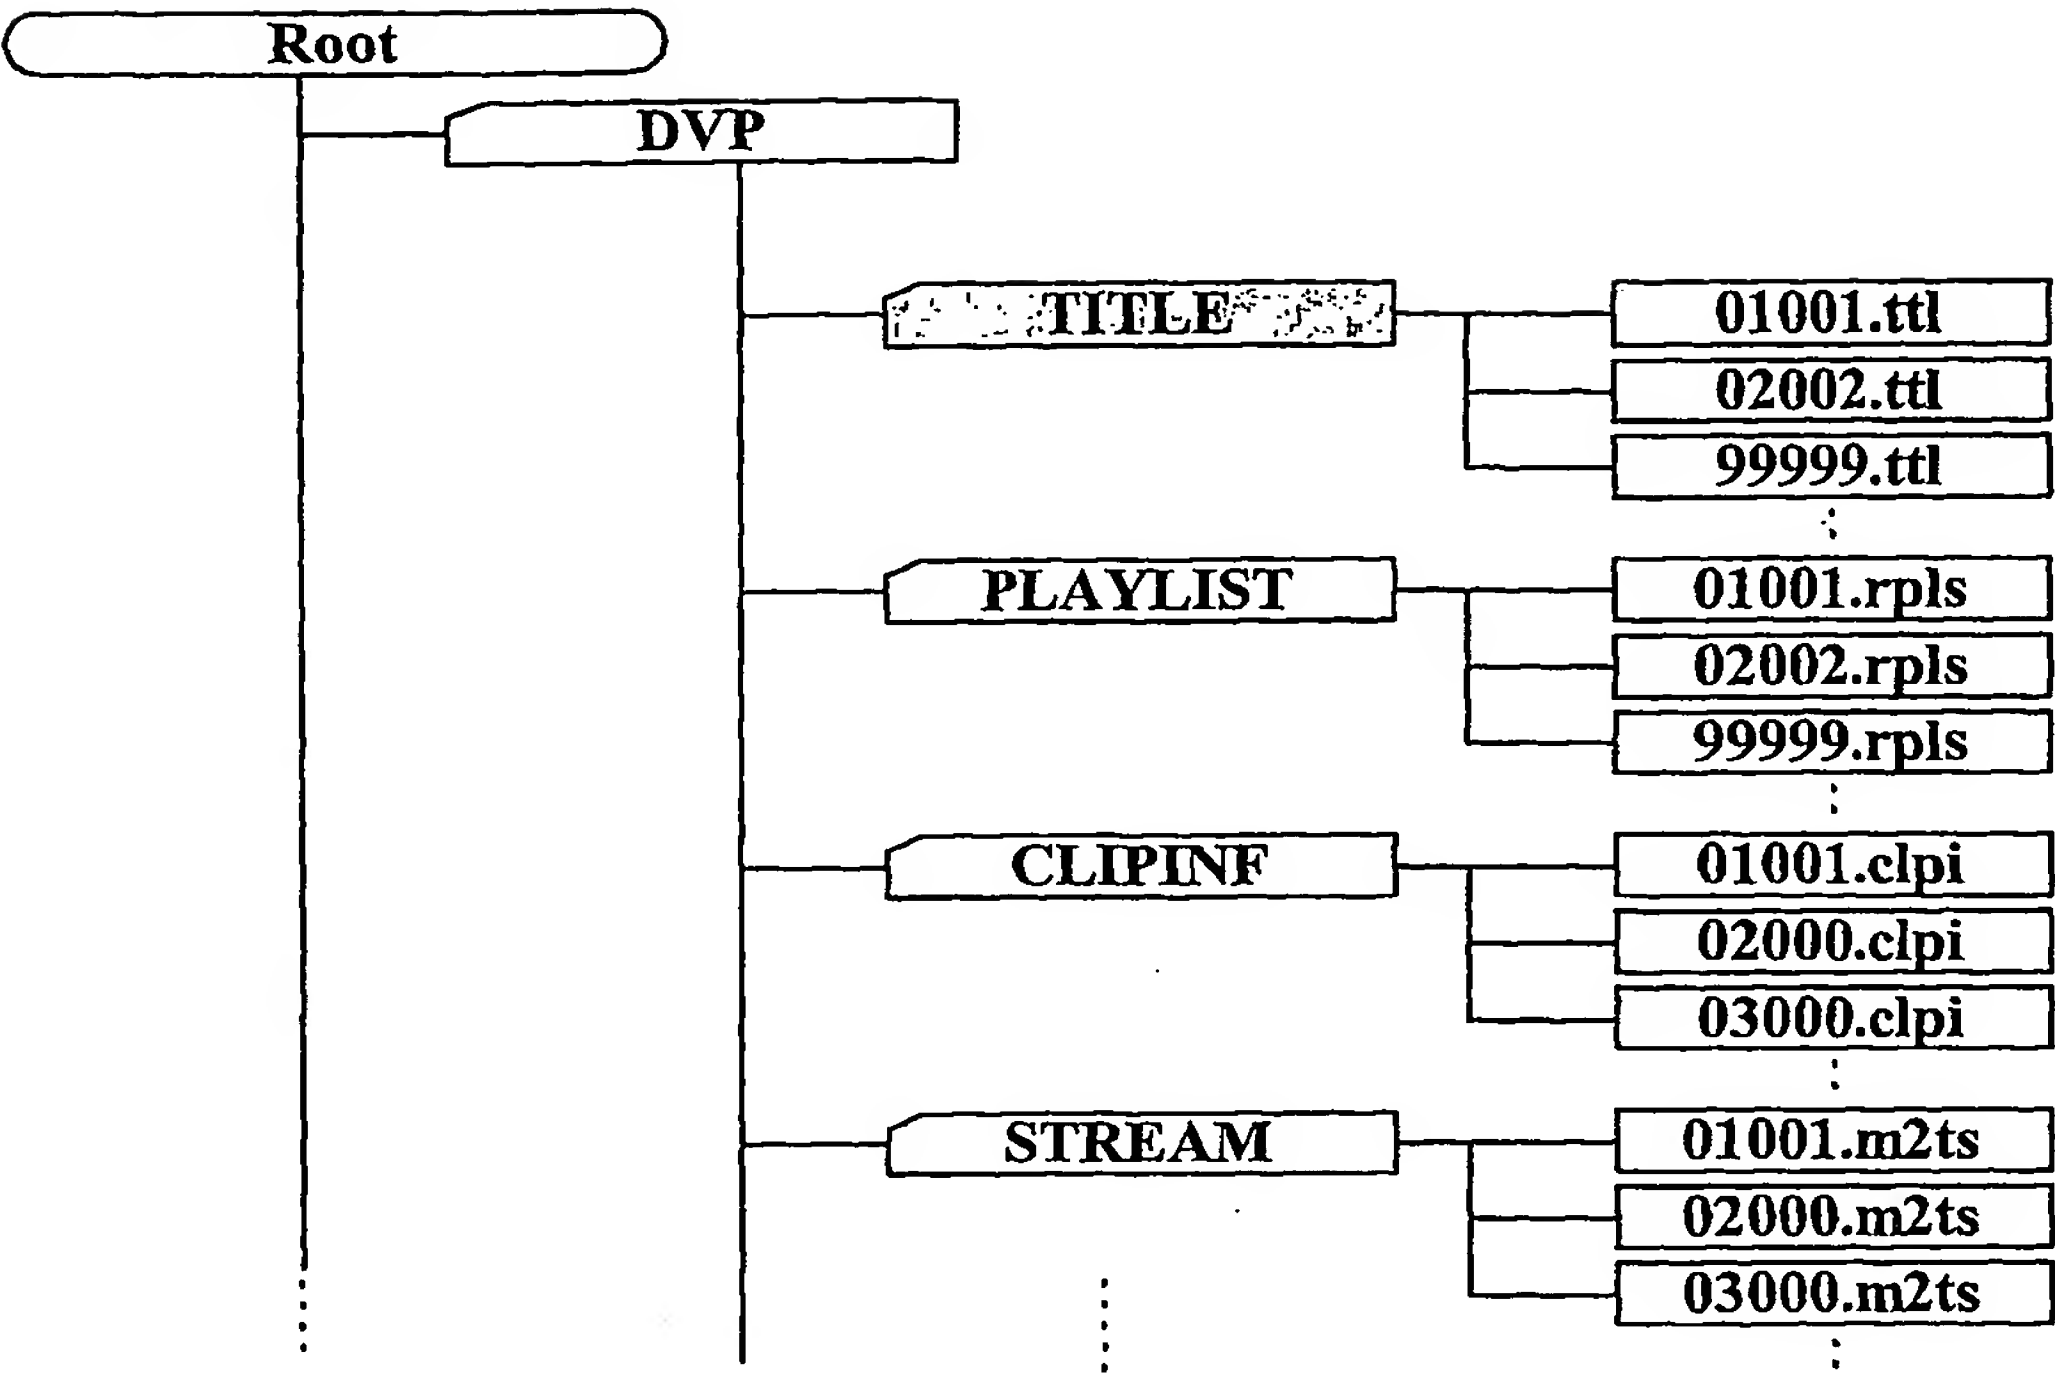 Root
DVP
TITLE
01001.ttl
02002.ttl
99999.ttl
PLAYLIST
01001.rpls
02002.rpls
99999.rpls
CLIPINF
01001.clpi
02000.clpi
03000.clpi
STREAM
01001.m2ts
02000.m2ts
03000.m2ts